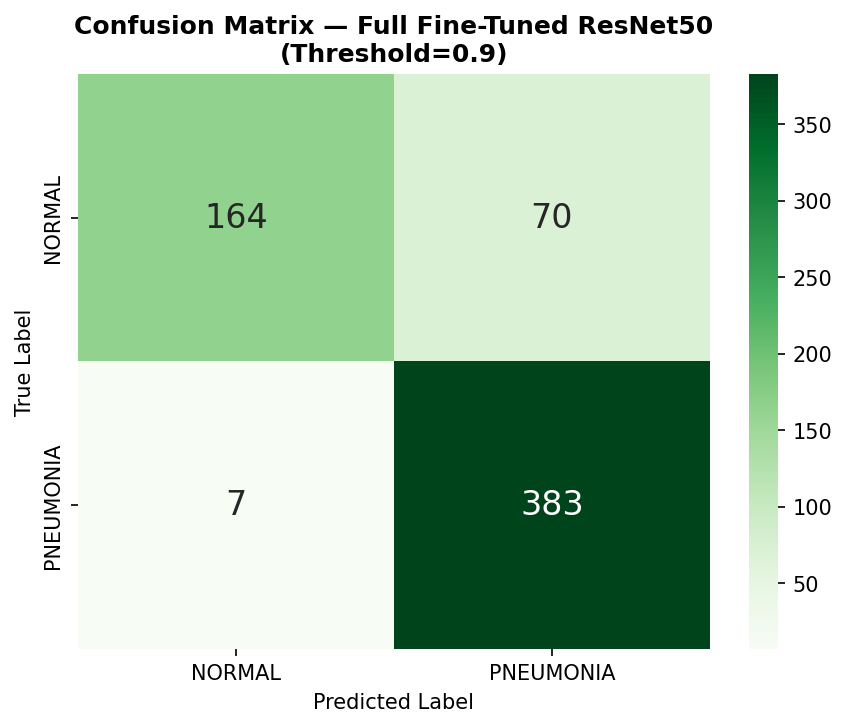 Confusion Matrix — Full Fine-Tuned ResNet50
(Threshold=0.9)
True Label
NORMAL
PNEUMONIA
164
70
7
383
NORMAL
PNEUMONIA
Predicted Label
350
300
250
200
150
100
50